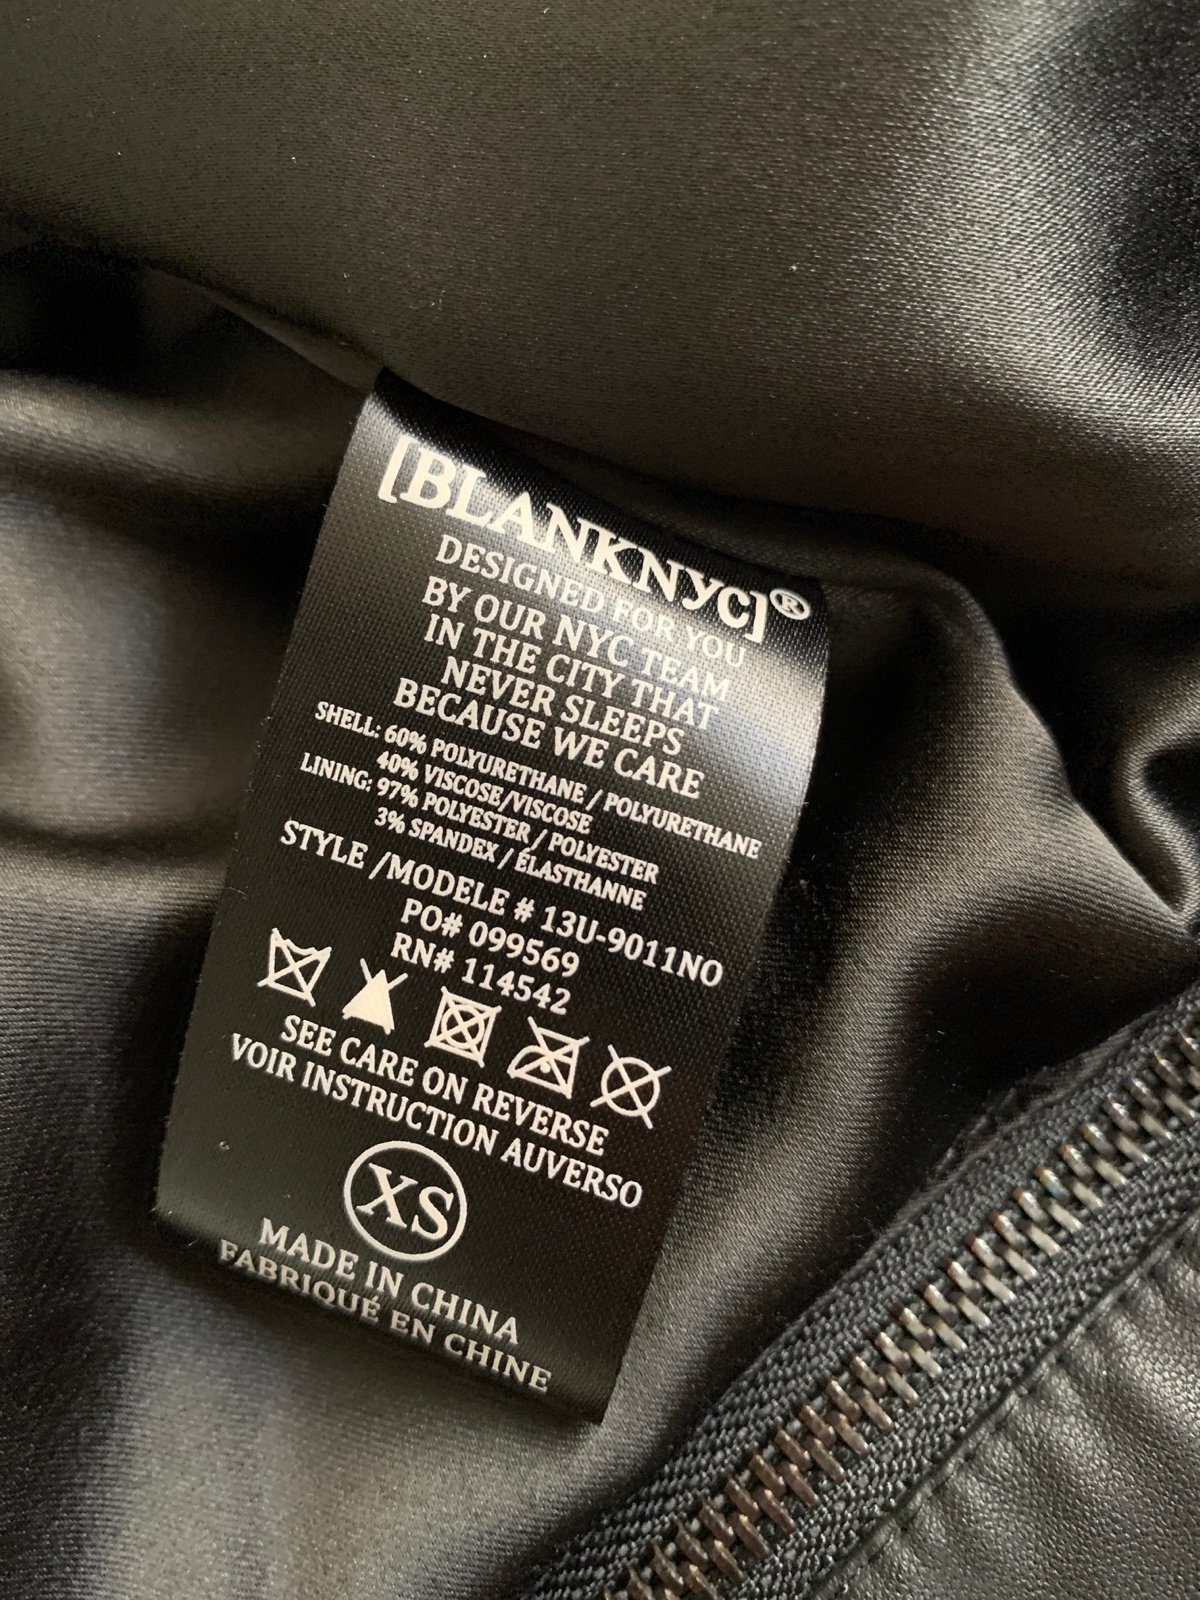 [BLANKNYC]®
DESIGNED FOR YOU
BY OUR NYC TEAM
IN THE CITY THAT
NEVER SLEEPS
BECAUSE WE CARE
SHELL: 60% POLYURETHANE / POLYURETHANE
40% VISCOSE/VISCOSE
LINING: 97% POLYESTER / POLYESTER
3% SPANDEX / ÉLASTHANNE
STYLE /MODELE # 13U-9011NO
PO# 099569
RN# 114542
SEE CARE ON REVERSE
VOIR INSTRUCTION AUVERSO
XS
MADE IN CHINA
FABRIQUÉ EN CHINE